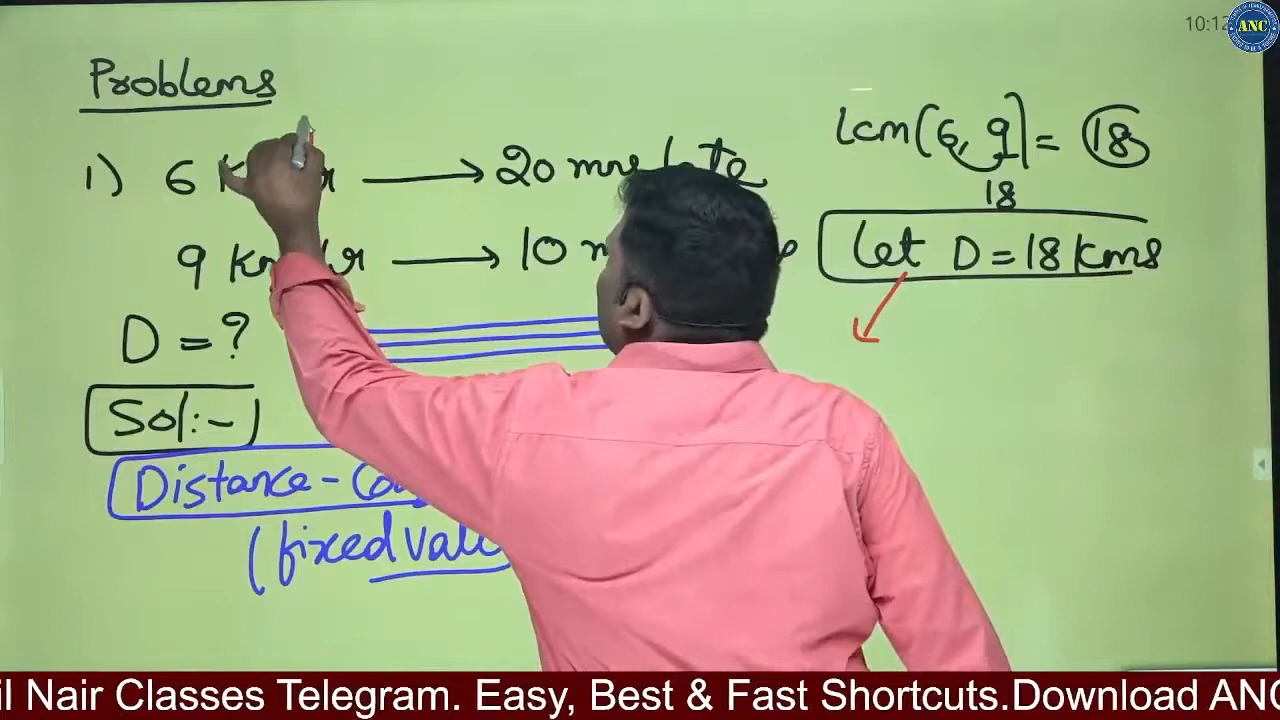 10:12
ANC
Problems
1) 6 → 20 late
9 → 10
D = ?
Sol:-
Distance -
(fixed
lcm(6, 9) = 18
18
let D = 18 kms
il Nair Classes Telegram. Easy, Best & Fast Shortcuts.Download ANC